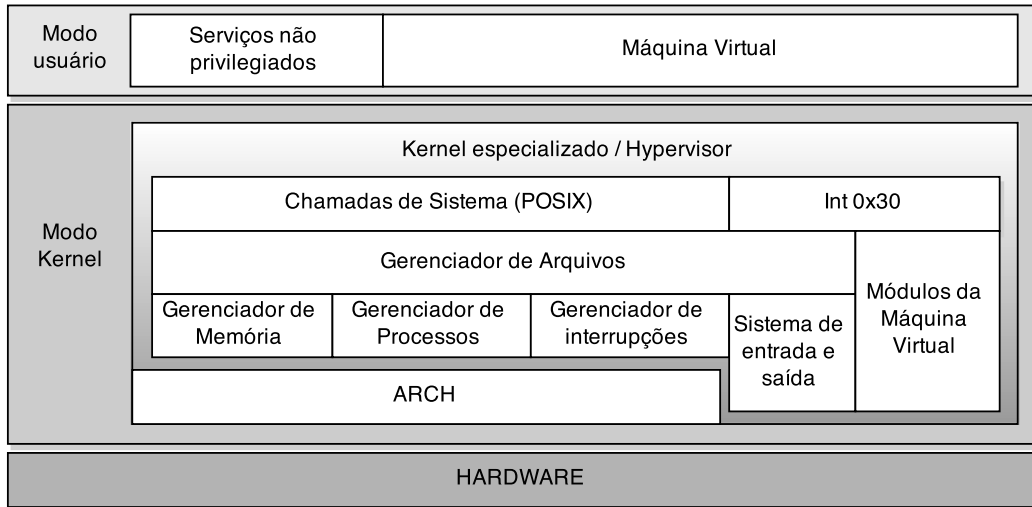 Modo
usuário
Serviços não
privilegiados
Máquina Virtual
Modo
Kernel
Kernel especializado / Hypervisor
Chamadas de Sistema (POSIX)
Int 0x30
Gerenciador de Arquivos
Gerenciador de
Memória
Gerenciador de
Processos
Gerenciador de
interrupções
Sistema de
entrada e
saída
Módulos da
Máquina
Virtual
ARCH
HARDWARE